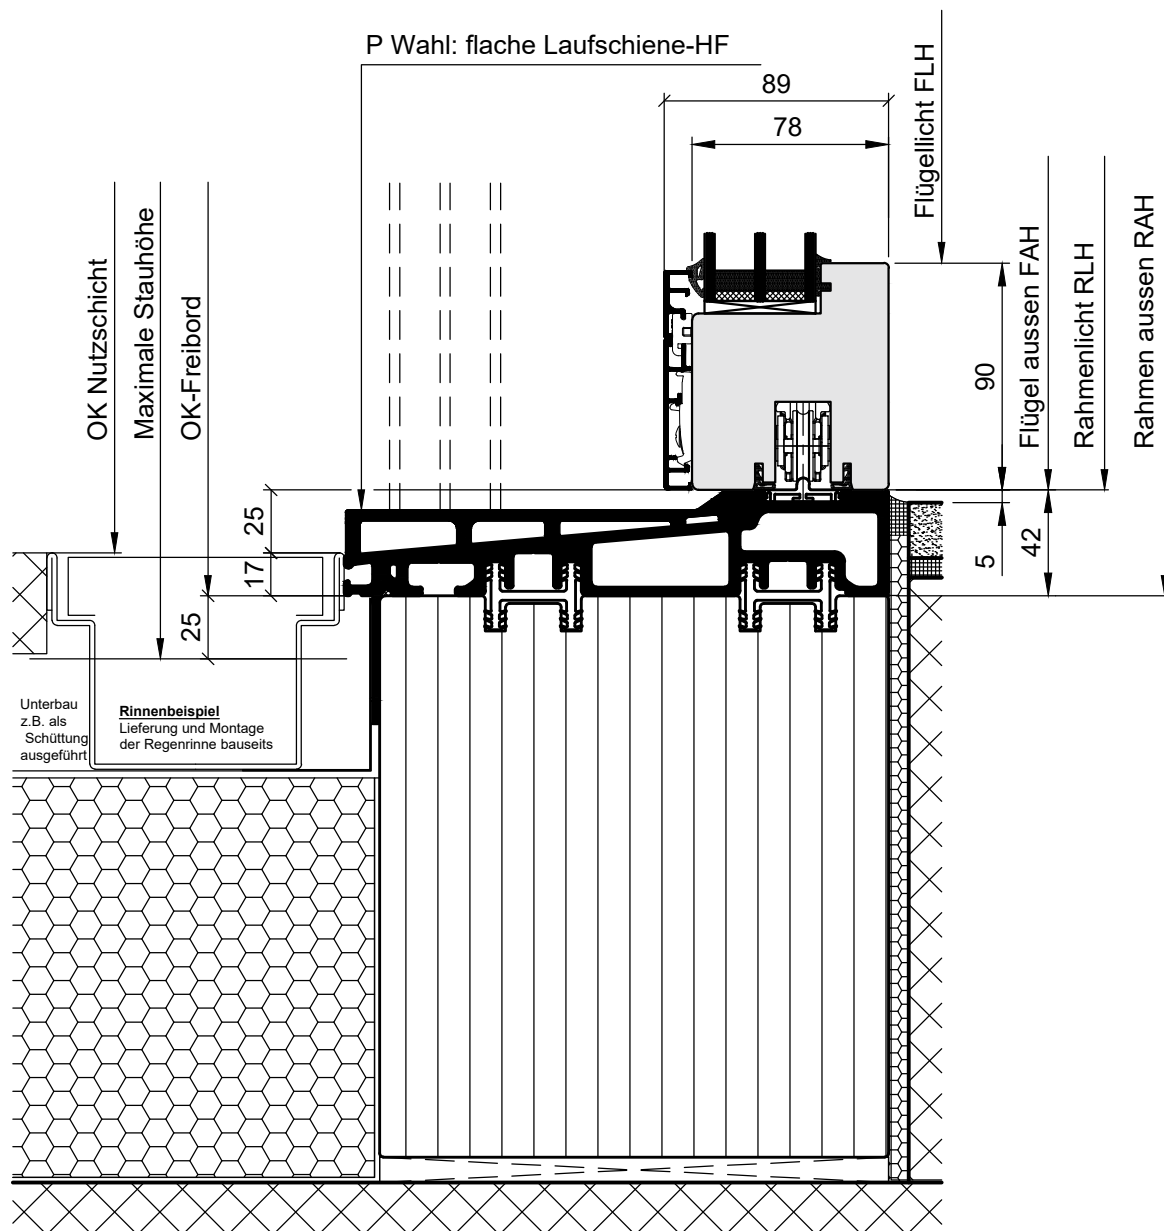 P Wahl: flache Laufschiene-HF
89
78
Flügellicht FLH
OK Nutzschicht
Maximale Stauhöhe
OK-Freibord
90
Flügel aussen FAH
Rahmenlicht RLH
Rahmen aussen RAH
25
17
25
5
42
Unterbau
z.B. als
Schüttung
ausgeführt
Rinnenbeispiel
Lieferung und Montage
der Regenrinne bauseits